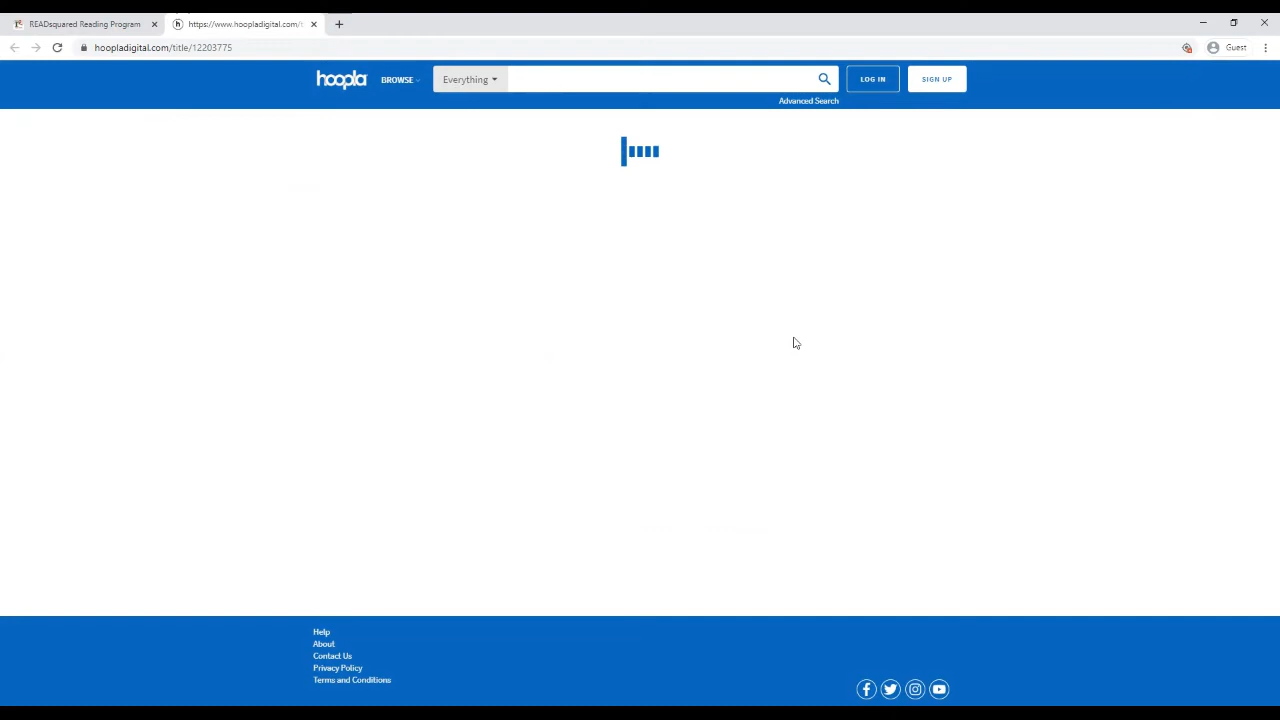 READsquared Reading Program
https://www.hoopladigital.com/t
hoopladigital.com/title/12203775
Guest
hoopla
BROWSE
Everything
LOG IN
SIGN UP
Advanced Search
Help
About
Contact Us
Privacy Policy
Terms and Conditions